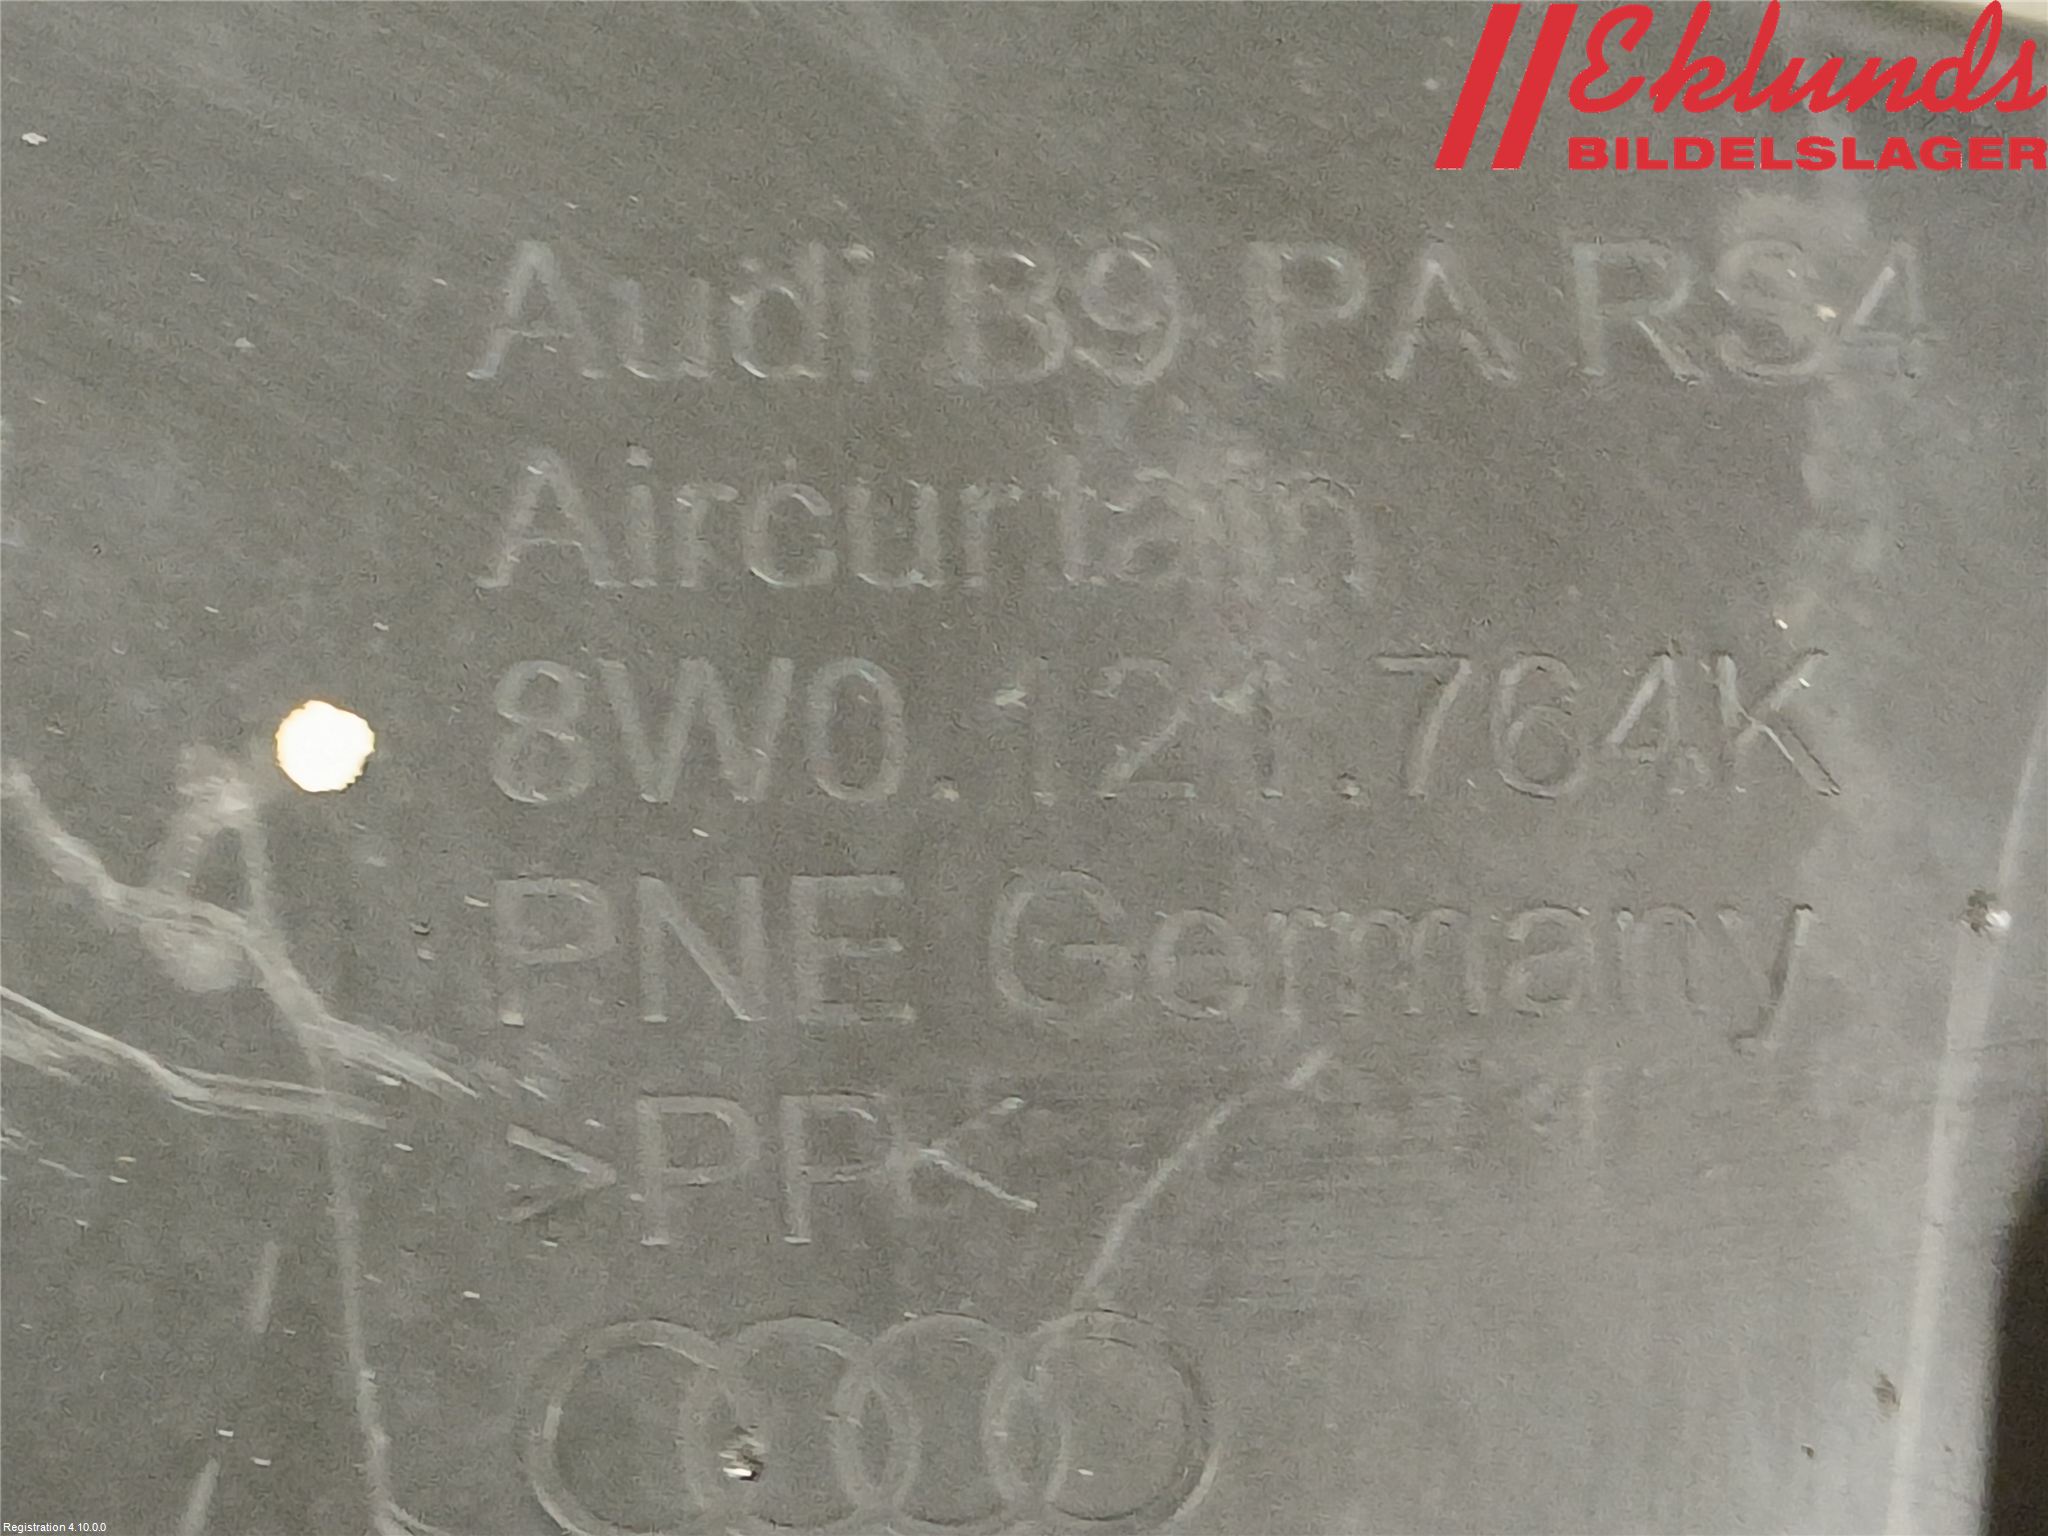 Eklunds
BILDELSLAGER
Audi B9 PA RS4
Aircurtain
8W0.121.764K
PNE Germany
>PP<
Registration 4.10.0.0